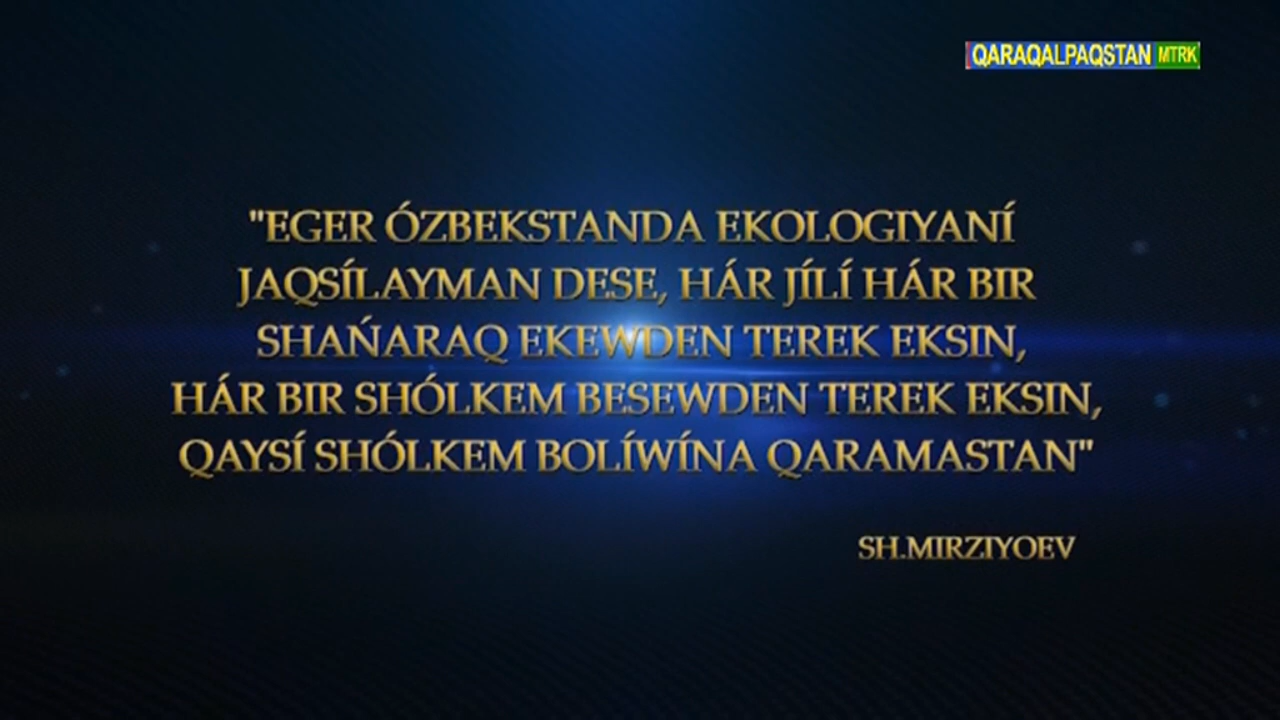 QARAQALPAQSTAN MTRK
"EGER ÓZBEKSTANDA EKOLOGIYANÍ
JAQSÍLAYMAN DESE, HÁR JÍLÍ HÁR BIR
SHAŃARAQ EKEWDEN TEREK EKSIN,
HÁR BIR SHÓLKEM BESEWDEN TEREK EKSIN,
QAYSÍ SHÓLKEM BOLÍWÍNA QARAMASTAN"
SH.MIRZIYOEV